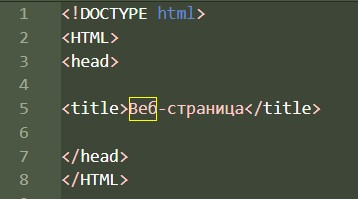 1 <!DOCTYPE html>
2 <HTML>
3 <head>
4
5 <title>Веб-страница</title>
6
7 </head>
8 </HTML>